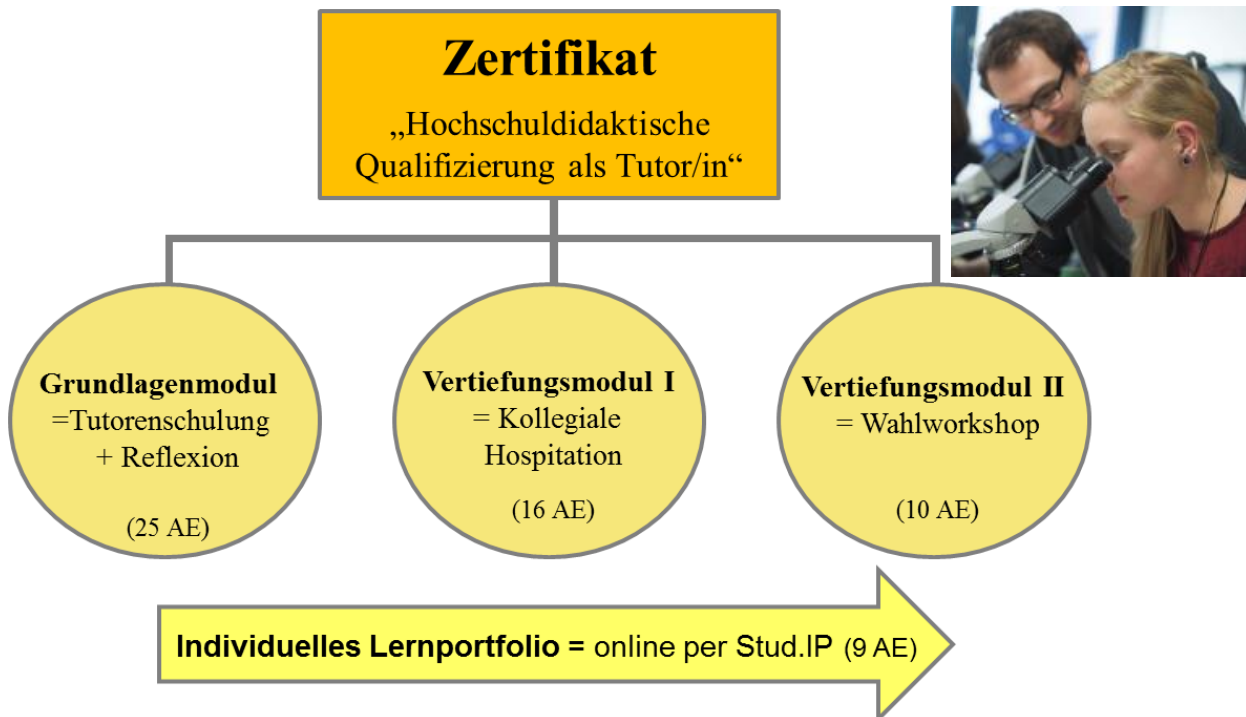 Zertifikat
„Hochschuldidaktische
Qualifizierung als Tutor/in“
Grundlagenmodul
=Tutorenschulung
+ Reflexion
(25 AE)
Vertiefungsmodul I
= Kollegiale
Hospitation
(16 AE)
Vertiefungsmodul II
= Wahlworkshop
(10 AE)
Individuelles Lernportfolio = online per Stud.IP (9 AE)